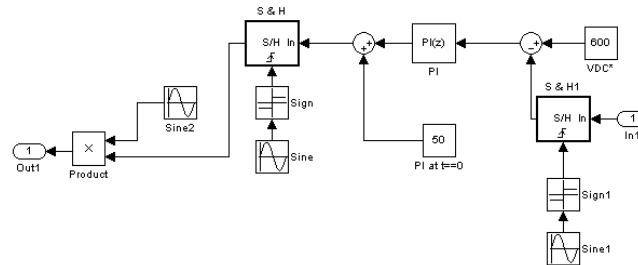 S & H
S/H In
PI(z)
PI
600
VDC*
S & H1
S/H In
1
In1
Sign
Sine2
1
Out1
×
Product
Sine
50
PI at t==0
Sign1
Sine1